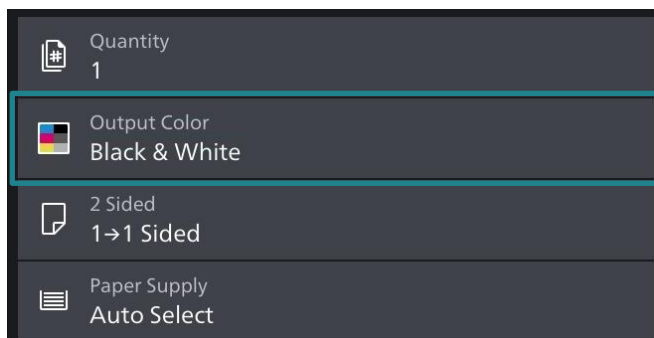 Quantity
1
Output Color
Black & White
2 Sided
1→1 Sided
Paper Supply
Auto Select